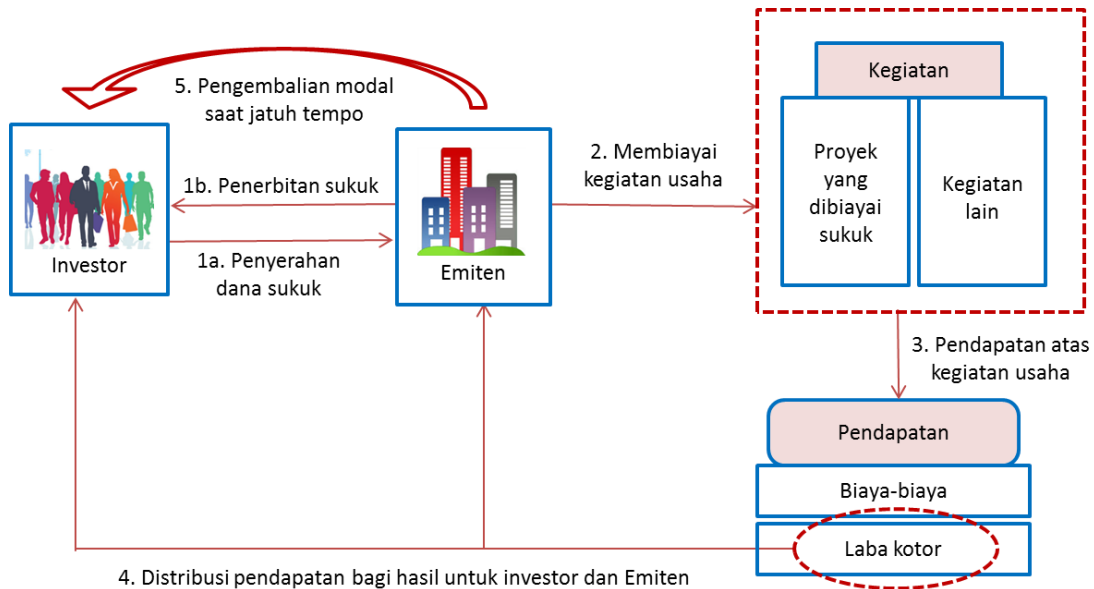 5. Pengembalian modal
saat jatuh tempo
Investor
1b. Penerbitan sukuk
1a. Penyerahan
dana sukuk
Emiten
2. Membiayai
kegiatan usaha
Kegiatan
Proyek
yang
dibiayai
sukuk
Kegiatan
lain
3. Pendapatan atas
kegiatan usaha
Pendapatan
Biaya-biaya
Laba kotor
4. Distribusi pendapatan bagi hasil untuk investor dan Emiten